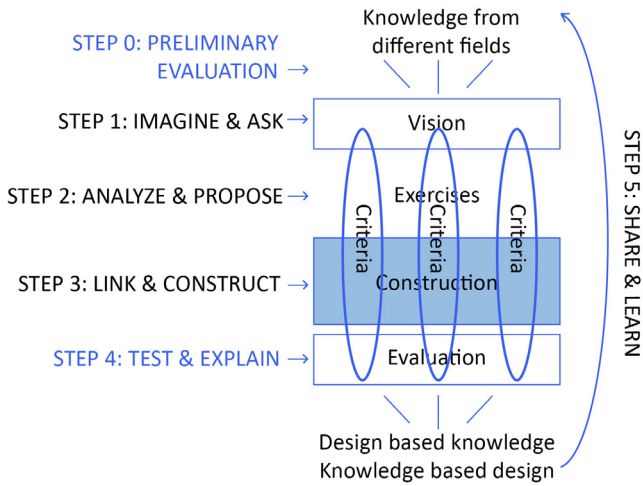 Knowledge from
different fields
STEP 0: PRELIMINARY
EVALUATION
STEP 1: IMAGINE & ASK
Vision
STEP 2: ANALYZE & PROPOSE
Exercises
Criteria
Criteria
Criteria
STEP 3: LINK & CONSTRUCT
Construction
STEP 4: TEST & EXPLAIN
Evaluation
Design based knowledge
Knowledge based design
STEP 5: SHARE & LEARN